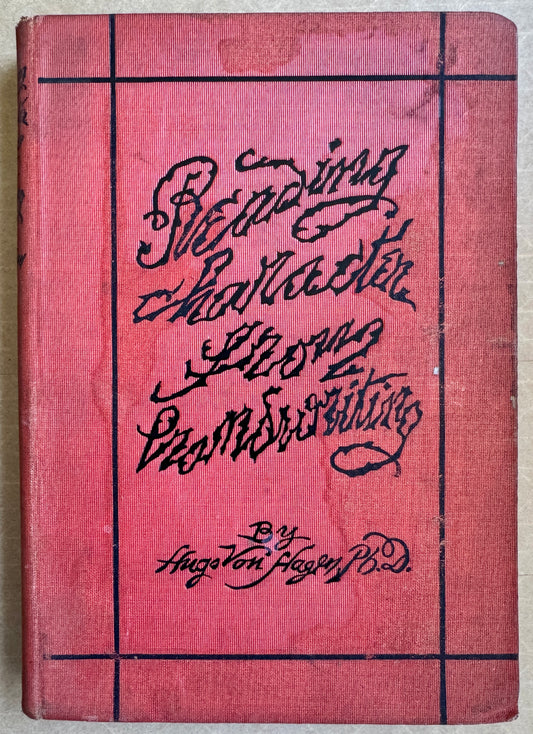 Reading
Character
From
Handwriting
By
Hugo Von Hagen, Ph.D.